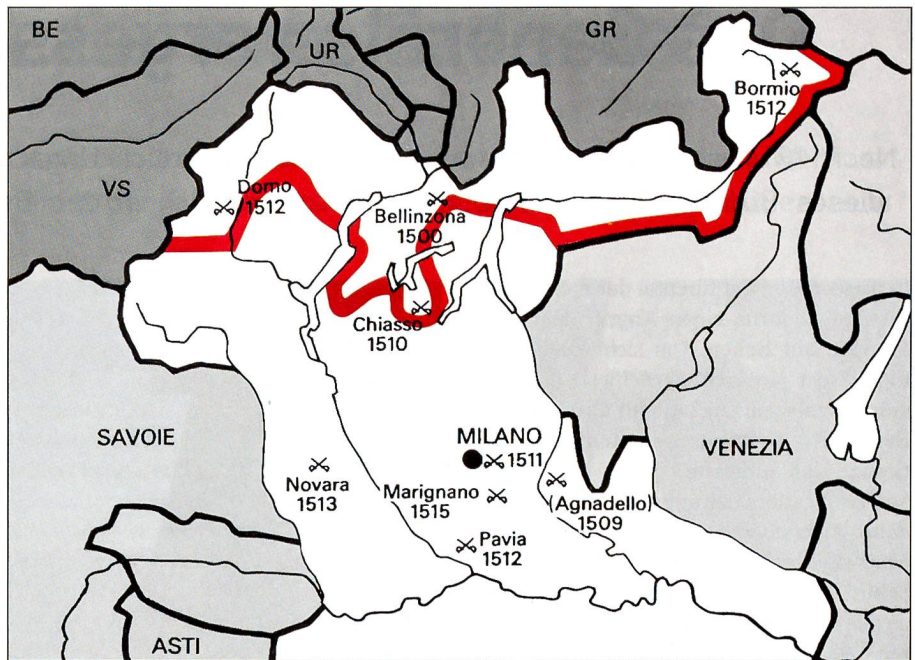 BE
UR
GR
Bormio
1512
VS
Domo
1512
Bellinzona
1500
Chiasso
1510
SAVOIE
MILANO
1511
VENEZIA
Novara
1513
Marignano
1515
(Agnadello)
1509
Pavia
1512
ASTI